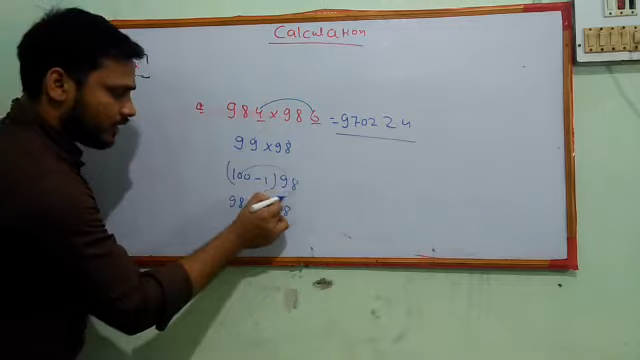 Calculation
Q 984 × 986 = 970224
99 × 98
(100 - 1) 98
98